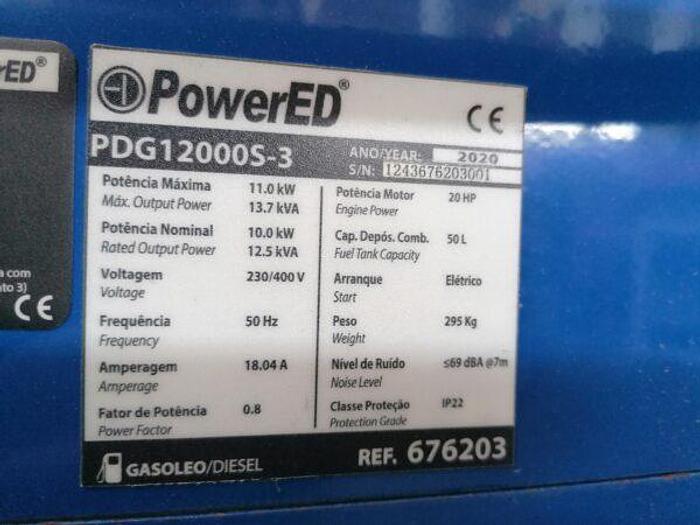 rED®
a com
to 3)
CE
PowerED®
CE
PDG12000S-3
ANO/YEAR: 2020
S/N: 1243676203001
Potência Máxima 11.0 kW
Máx. Output Power 13.7 kVA
Potência Nominal 10.0 kW
Rated Output Power 12.5 kVA
Voltagem 230/400 V
Voltage
Frequência 50 Hz
Frequency
Amperagem 18.04 A
Amperage
Fator de Potência 0.8
Power Factor
Potência Motor 20 HP
Engine Power
Cap. Depós. Comb. 50 L
Fuel Tank Capacity
Arranque Elétrico
Start
Peso 295 Kg
Weight
Nível de Ruído ≤69 dBA @7m
Noise Level
Classe Proteção IP22
Protection Grade
GASOLEO/DIESEL
REF. 676203